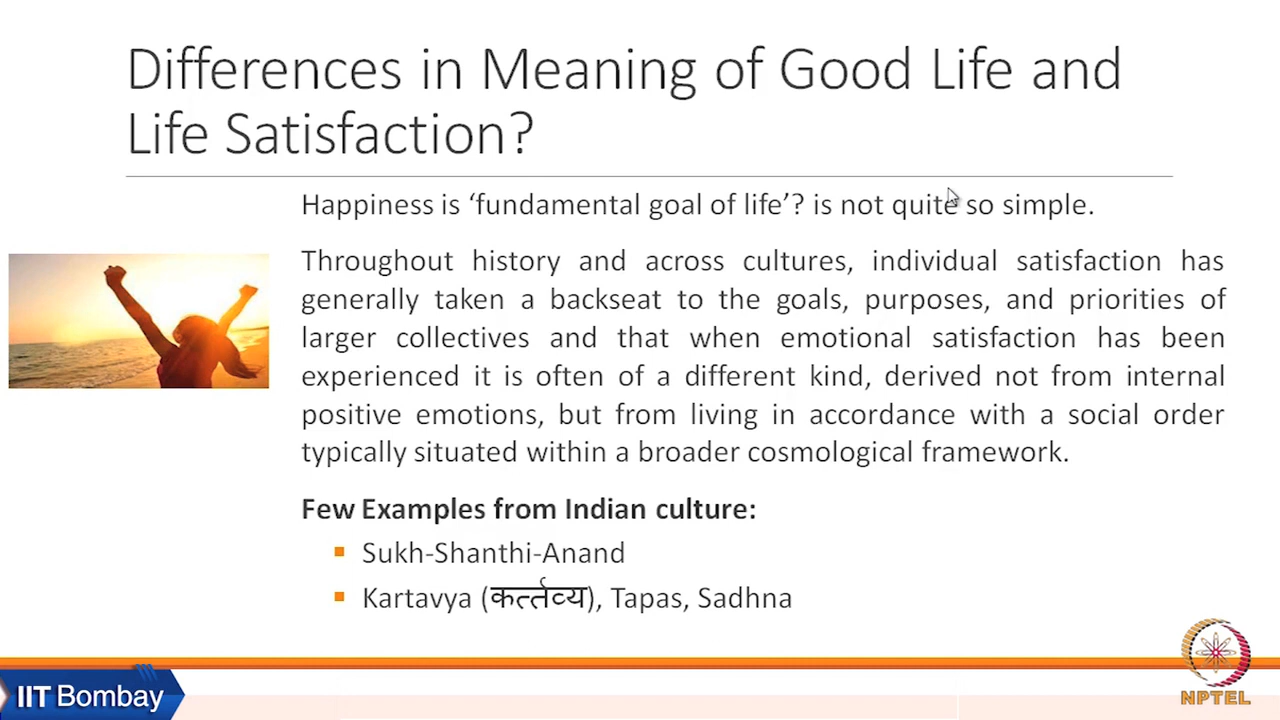 Differences in Meaning of Good Life and
Life Satisfaction?
Happiness is ‘fundamental goal of life’? is not quite so simple.
Throughout history and across cultures, individual satisfaction has
generally taken a backseat to the goals, purposes, and priorities of
larger collectives and that when emotional satisfaction has been
experienced it is often of a different kind, derived not from internal
positive emotions, but from living in accordance with a social order
typically situated within a broader cosmological framework.
Few Examples from Indian culture:
Sukh-Shanthi-Anand
Kartavya (कर्त्तव्य), Tapas, Sadhna
IIT Bombay
NPTEL